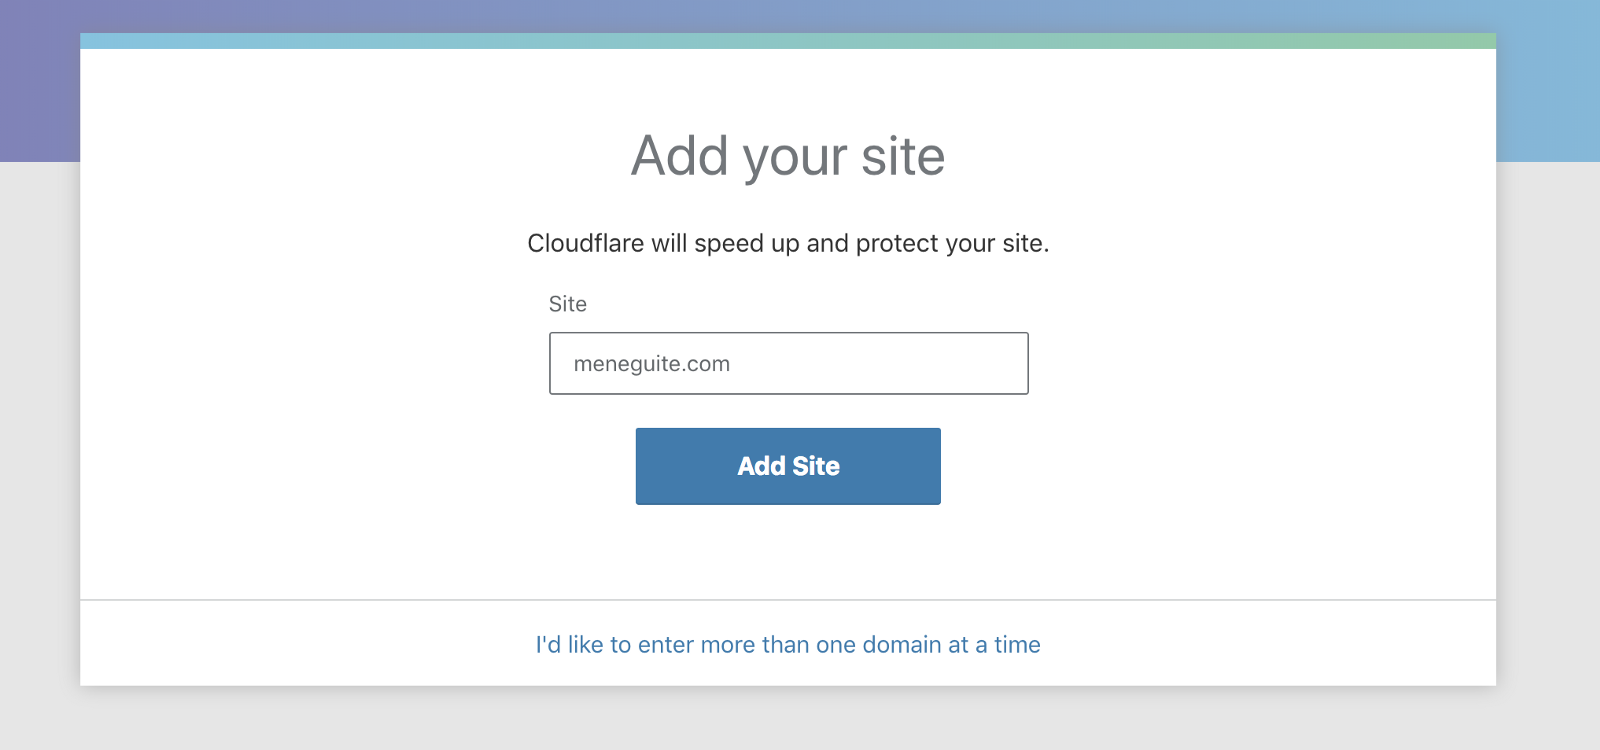 Add your site
Cloudflare will speed up and protect your site.
Site
meneguite.com
Add Site
I'd like to enter more than one domain at a time